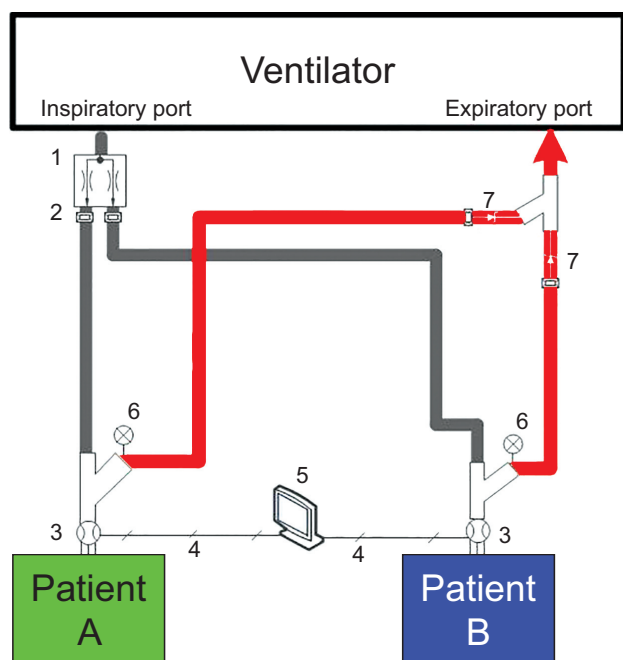 Ventilator
Inspiratory port
Expiratory port
1
2
7
7
6
6
5
3
4
4
3
Patient
A
Patient
B